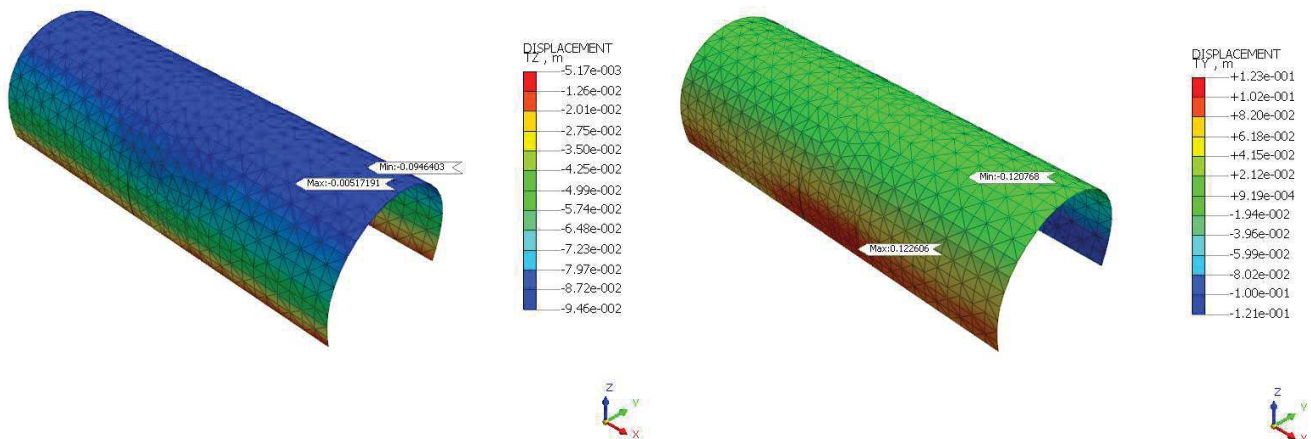 DISPLACEMENT
TZ , m
-5.17e-003
-1.26e-002
-2.01e-002
-2.75e-002
-3.50e-002
-4.25e-002
-4.99e-002
-5.74e-002
-6.48e-002
-7.23e-002
-7.97e-002
-8.72e-002
-9.46e-002
Min:-0.0946403
Max:-0.00517191
Z
Y
X
DISPLACEMENT
TY , m
+1.23e-001
+1.02e-001
+8.20e-002
+6.18e-002
+4.15e-002
+2.12e-002
+9.19e-004
-1.94e-002
-3.96e-002
-5.99e-002
-8.02e-002
-1.00e-001
-1.21e-001
Min:-0.120768
Max:0.122606
Z
Y
X